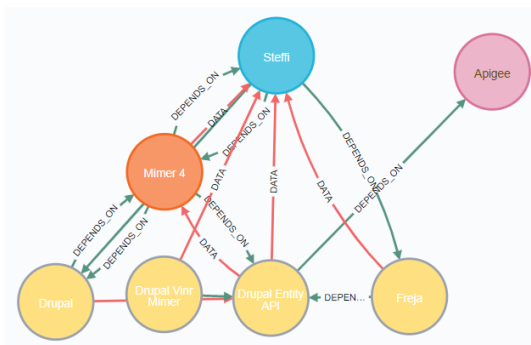 Steffi
Apigee
DEPENDS_ON
DATA
DEPENDS_ON
DEPENDS_ON
DATA
Mimer 4
DEPENDS_ON
DATA
DEPENDS_ON
DEPENDS_ON
DEPENDS_ON
DATA
DATA
Drupal
Drupal Vinr
Mimer
Drupal Entity
API
DEPEN...
Freja